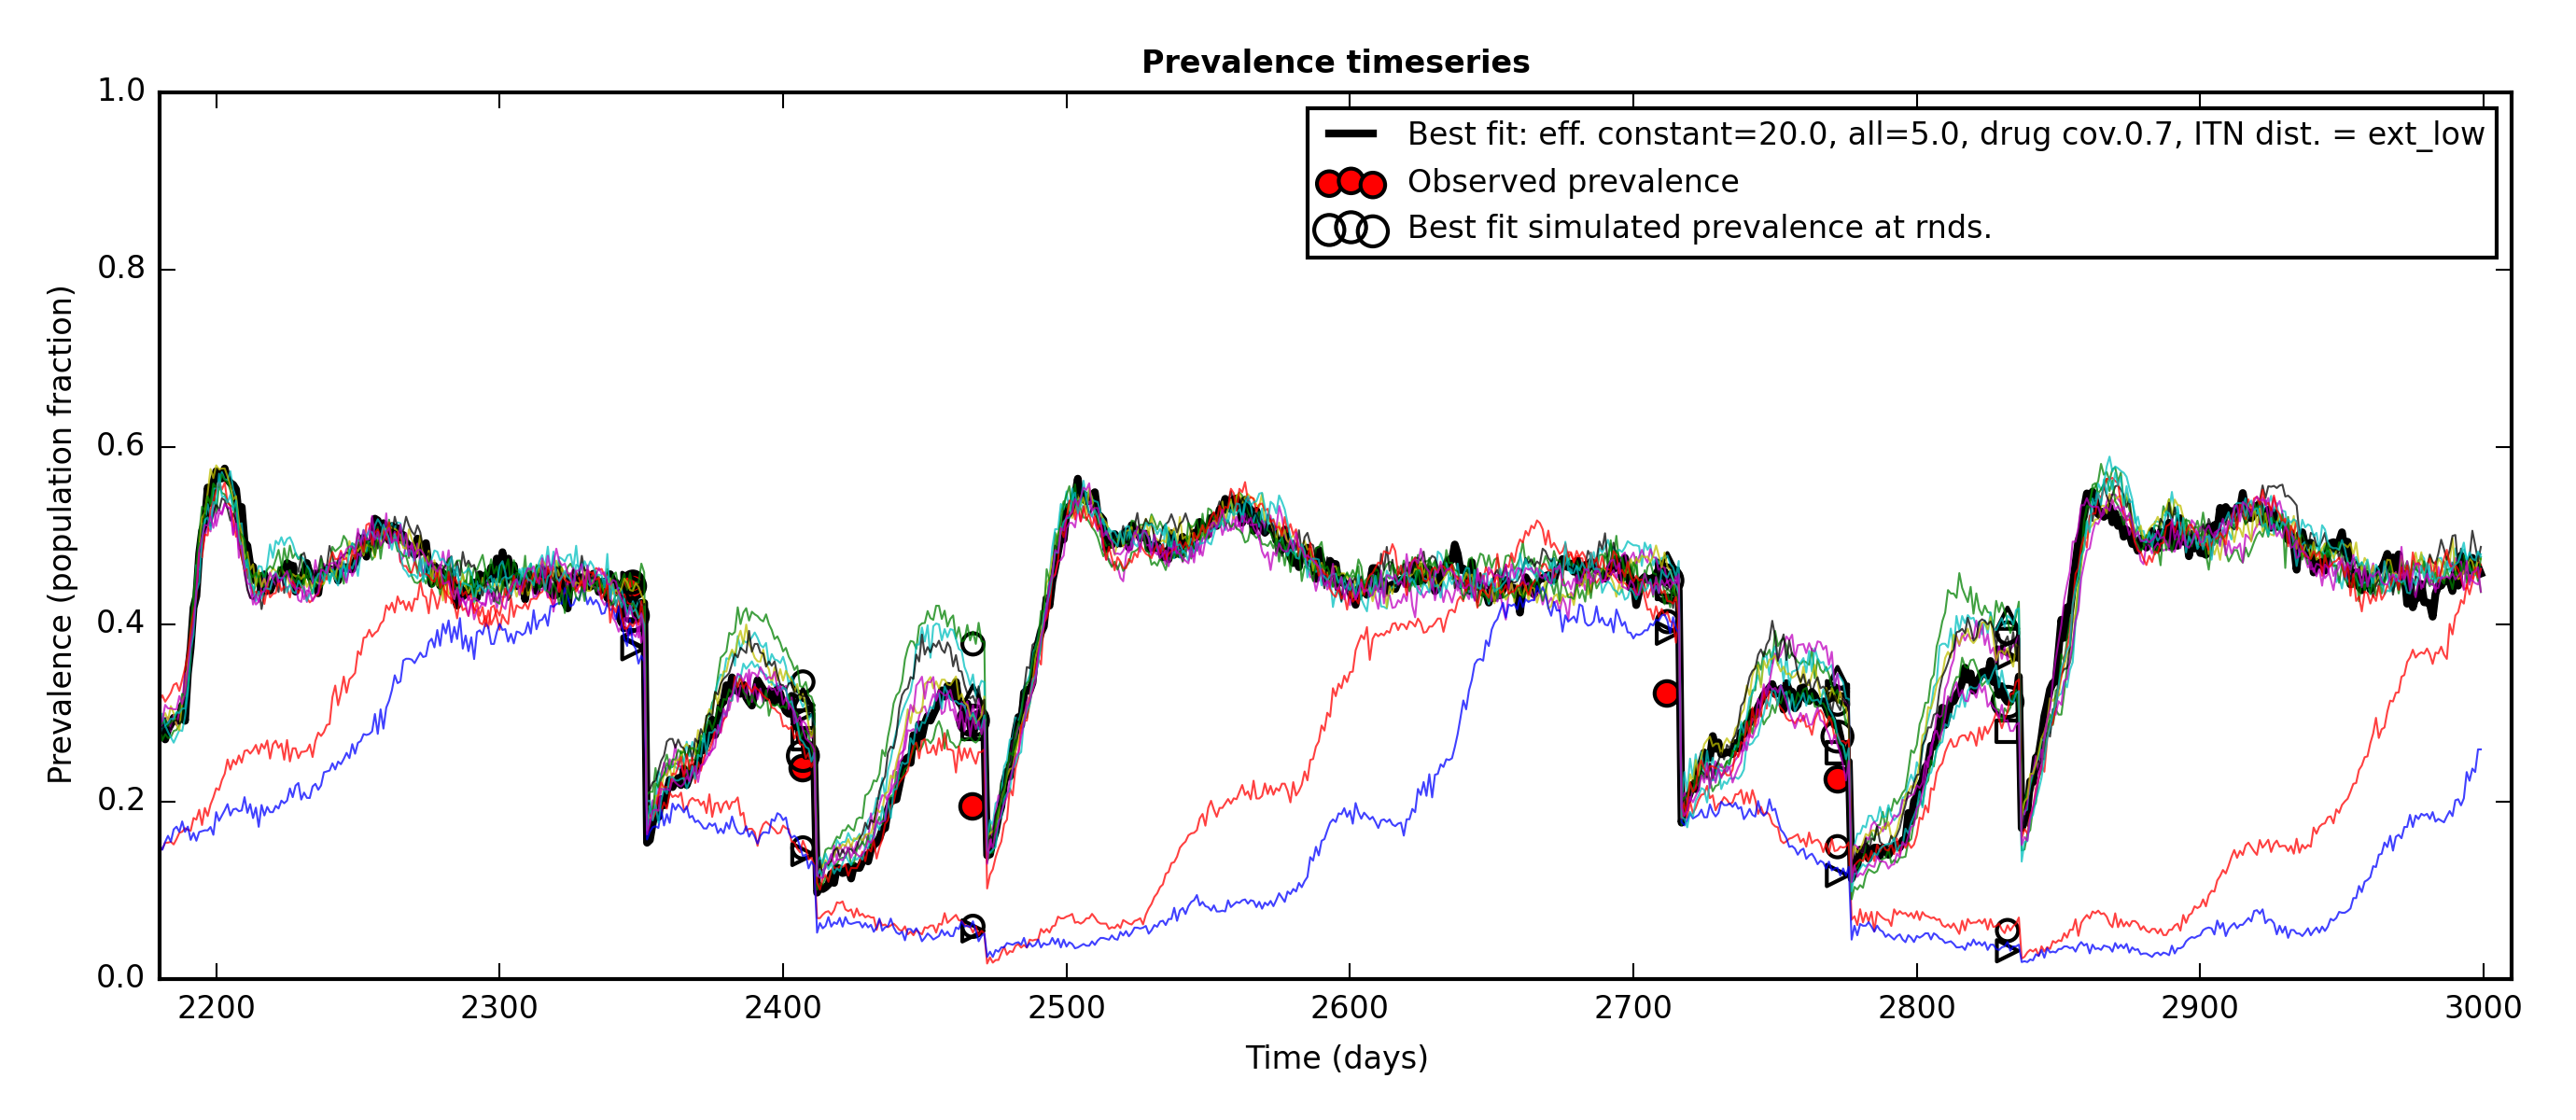 Prevalence timeseries
1.0
0.8
0.6
0.4
0.2
0.0
Prevalence (population fraction)
Best fit: eff. constant=20.0, all=5.0, drug cov.0.7, ITN dist. = ext_low
Observed prevalence
Best fit simulated prevalence at rnds.
2200 2300 2400 2500 2600 2700 2800 2900 3000
Time (days)